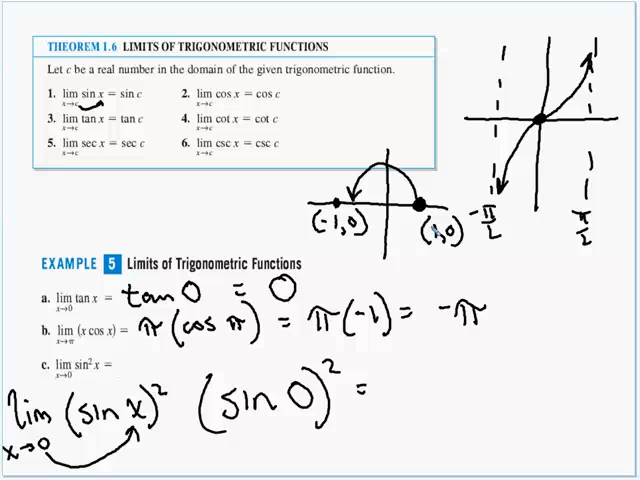 THEOREM 1.6 LIMITS OF TRIGONOMETRIC FUNCTIONS
Let c be a real number in the domain of the given trigonometric function.
1. lim x→c sin x = sin c 2. lim x→c cos x = cos c
3. lim x→c tan x = tan c 4. lim x→c cot x = cot c
5. lim x→c sec x = sec c 6. lim x→c csc x = csc c
(-1,0) (1,0) -π/2 π/2
EXAMPLE 5 Limits of Trigonometric Functions
a. lim x→0 tan x = tan 0 = 0
b. lim x→π (x cos x) = π (cos π) = π(-1) = -π
c. lim x→0 sin² x =
lim x→0 (sin x)² (sin 0)² =